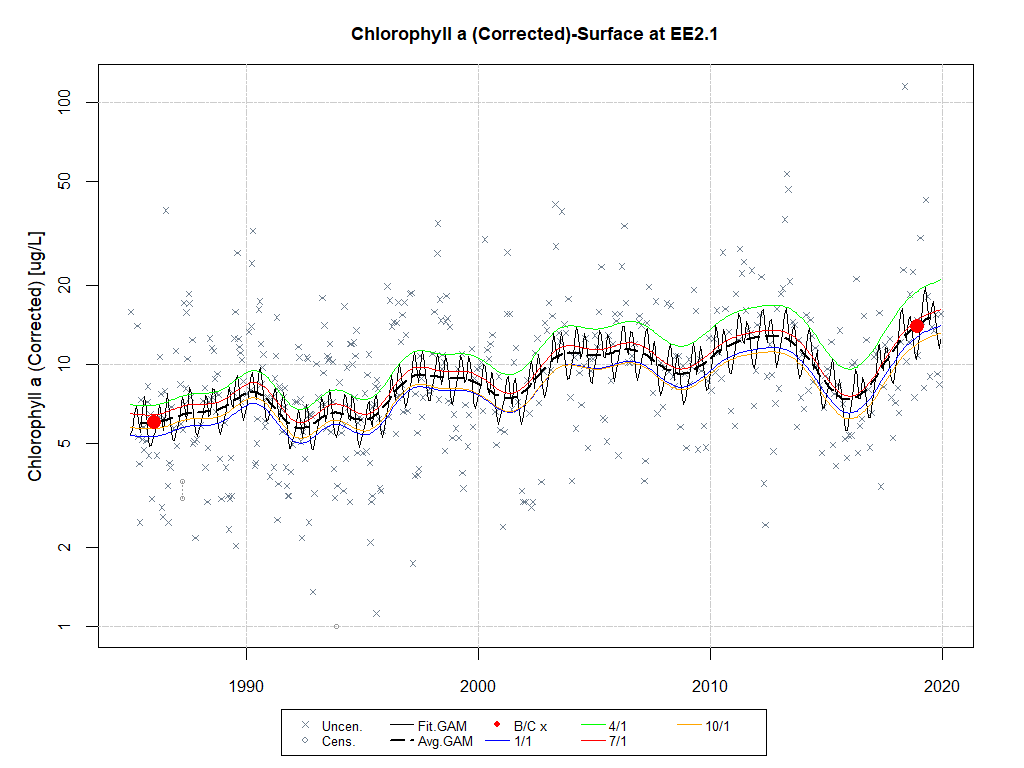 Chlorophyll a (Corrected)-Surface at EE2.1
Chlorophyll a (Corrected) [ug/L]
100
50
20
10
5
2
1
1990 2000 2010 2020
Uncen. Fit.GAM B/C x 4/1 10/1
Cens. Avg.GAM 1/1 7/1